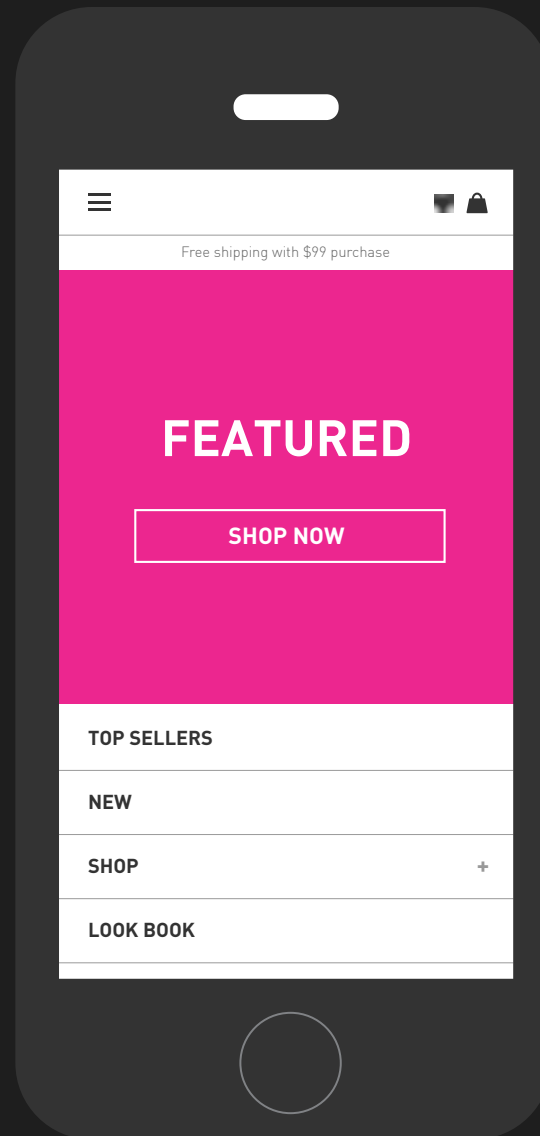 Free shipping with $99 purchase
FEATURED
SHOP NOW
TOP SELLERS
NEW
SHOP +
LOOK BOOK